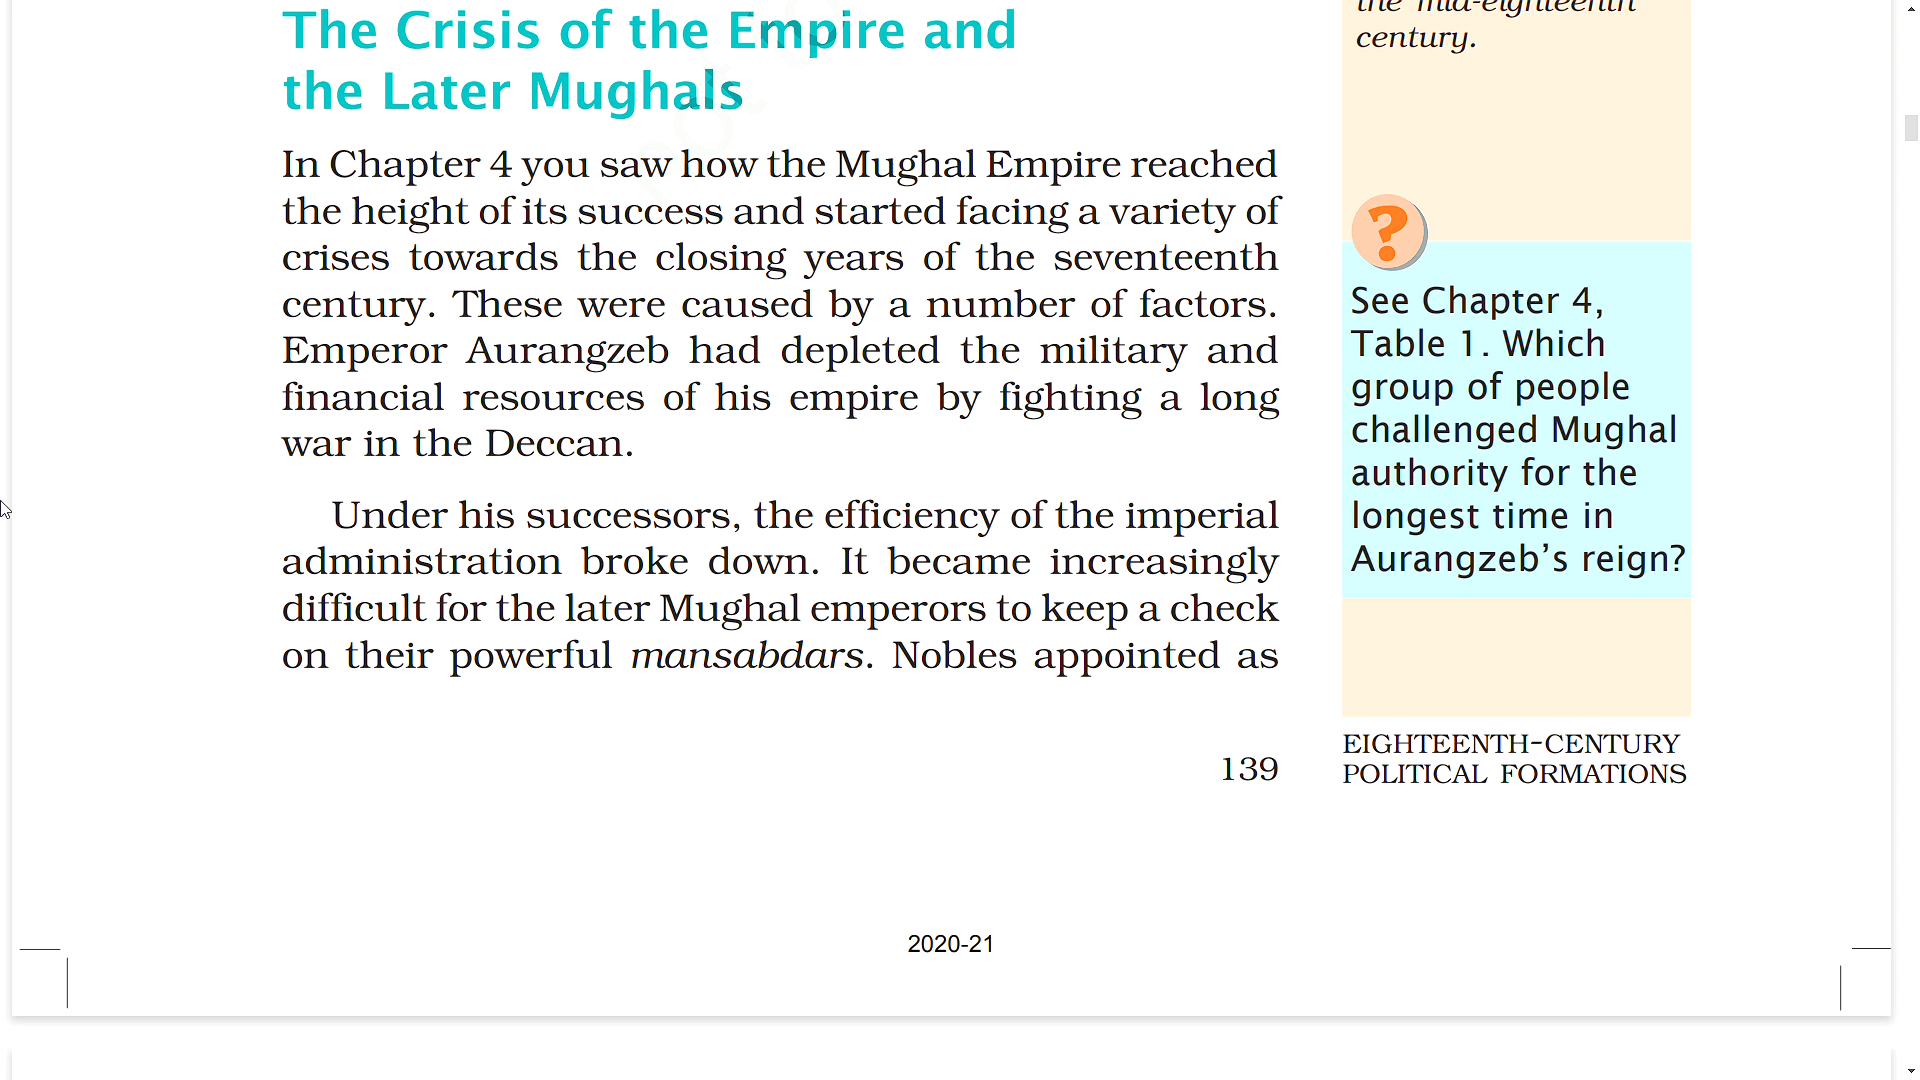 The Crisis of the Empire and
the Later Mughals
In Chapter 4 you saw how the Mughal Empire reached
the height of its success and started facing a variety of
crises towards the closing years of the seventeenth
century. These were caused by a number of factors.
Emperor Aurangzeb had depleted the military and
financial resources of his empire by fighting a long
war in the Deccan.
Under his successors, the efficiency of the imperial
administration broke down. It became increasingly
difficult for the later Mughal emperors to keep a check
on their powerful mansabdars. Nobles appointed as
139
the mid-eighteenth
century.
?
See Chapter 4,
Table 1. Which
group of people
challenged Mughal
authority for the
longest time in
Aurangzeb’s reign?
EIGHTEENTH-CENTURY
POLITICAL FORMATIONS
2020-21